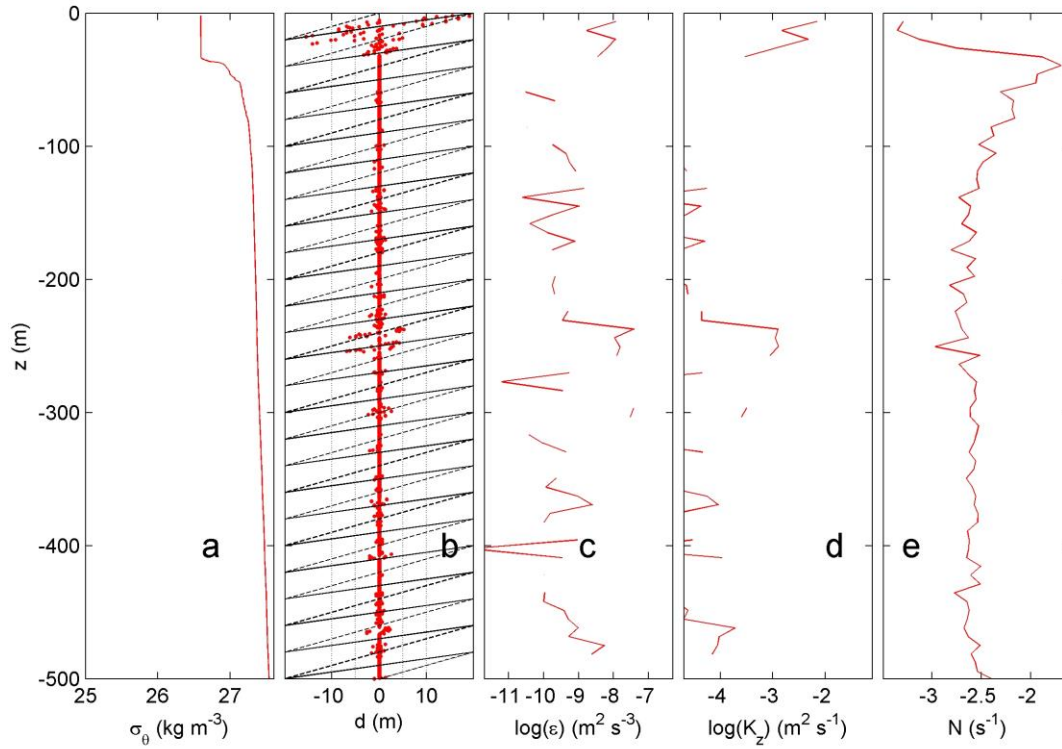 0
-100
-200
-300
-400
-500
z (m)
a
b
c
d
e
25 26 27
-10 0 10
-11 -10 -9 -8 -7
-4 -3 -2 -1
-3 -2.5 -2
σθ (kg m-3)
d (m)
log(ε) (m2 s-3)
log(Kz) (m2 s-1)
N (s-1)